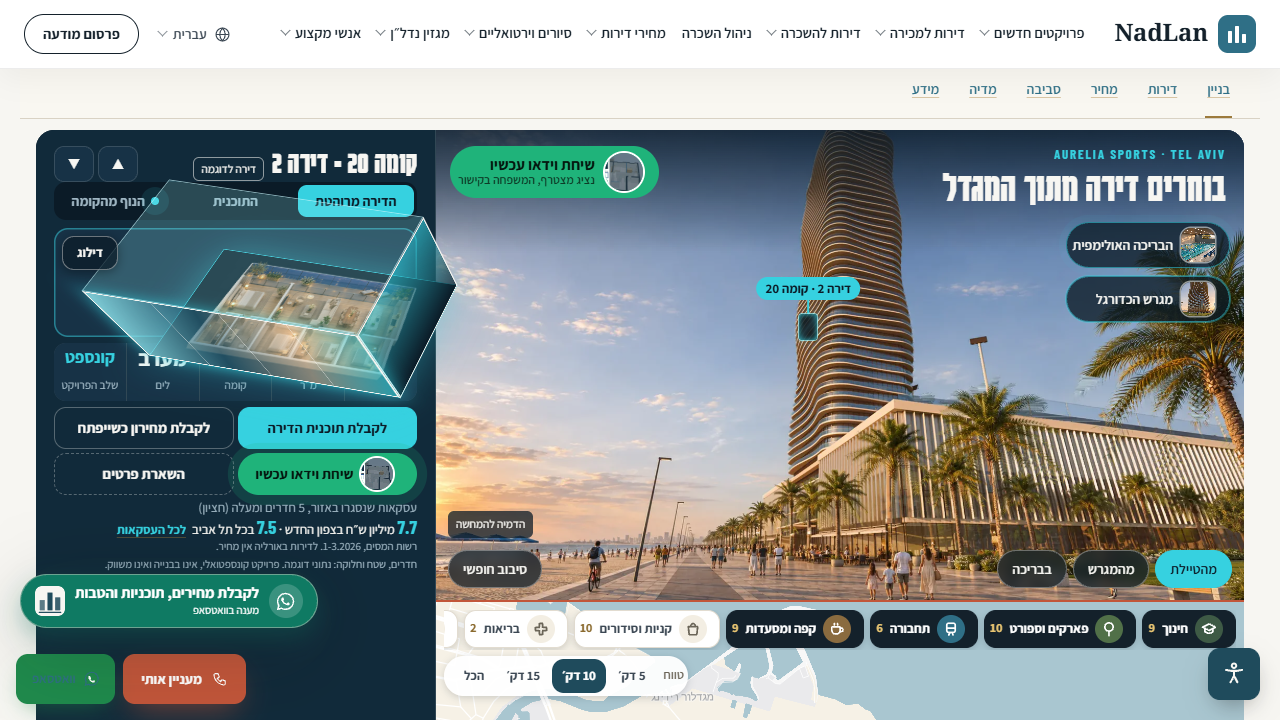 NadLan
פרויקטים חדשים
דירות למכירה
דירות להשכרה
ניהול השכרה
מחירי דירות
סיורים וירטואליים
מגזין נדל״ן
אנשי מקצוע
עברית
פרסום מודעה
בניין
דירות
מחיר
סביבה
מדיה
מידע
AURELIA SPORTS · TEL AVIV
בוחרים דירה מתוך המגדל
הבריכה האולימפית
מגרש הכדורגל
שיחת וידאו עכשיו
נציג מצטרף, המשפחה בקישור
דירה 2 · קומה 20
הדמיה להמחשה
סיבוב חופשי
מהטיילת
מהמגרש
בבריכה
קומה 20 · דירה 2
דירה לדוגמה
▲
▼
הדירה מרוהטת
התוכנית
הנוף מהקומה
דילוג
מערב
קונספט
מ״ר
קומה
לים
שלב הפרויקט
לקבלת תוכנית הדירה
לקבלת מחירון כשייפתח
שיחת וידאו עכשיו
השארת פרטים
עסקאות שנסגרו באזור, 5 חדרים ומעלה (חציון)
7.7 מיליון ש״ח בצפון החדש · 7.5 בכל תל אביב לכל העסקאות
רשות המסים, 1-3.2026. לדירות באורליה אין מחיר.
חדרים, שטח וחלוקה: נתוני דוגמה. פרויקט קונספטואלי, אינו בבנייה ואינו משווק.
לקבלת מחירים, תוכניות והטבות
מענה בוואטסאפ
מעניין אותי
חינוך 9
פארקים וספורט 10
תחבורה 6
קפה ומסעדות 9
קניות וסידורים 10
בריאות 2
טווח
5 דק׳
10 דק׳
15 דק׳
הכל